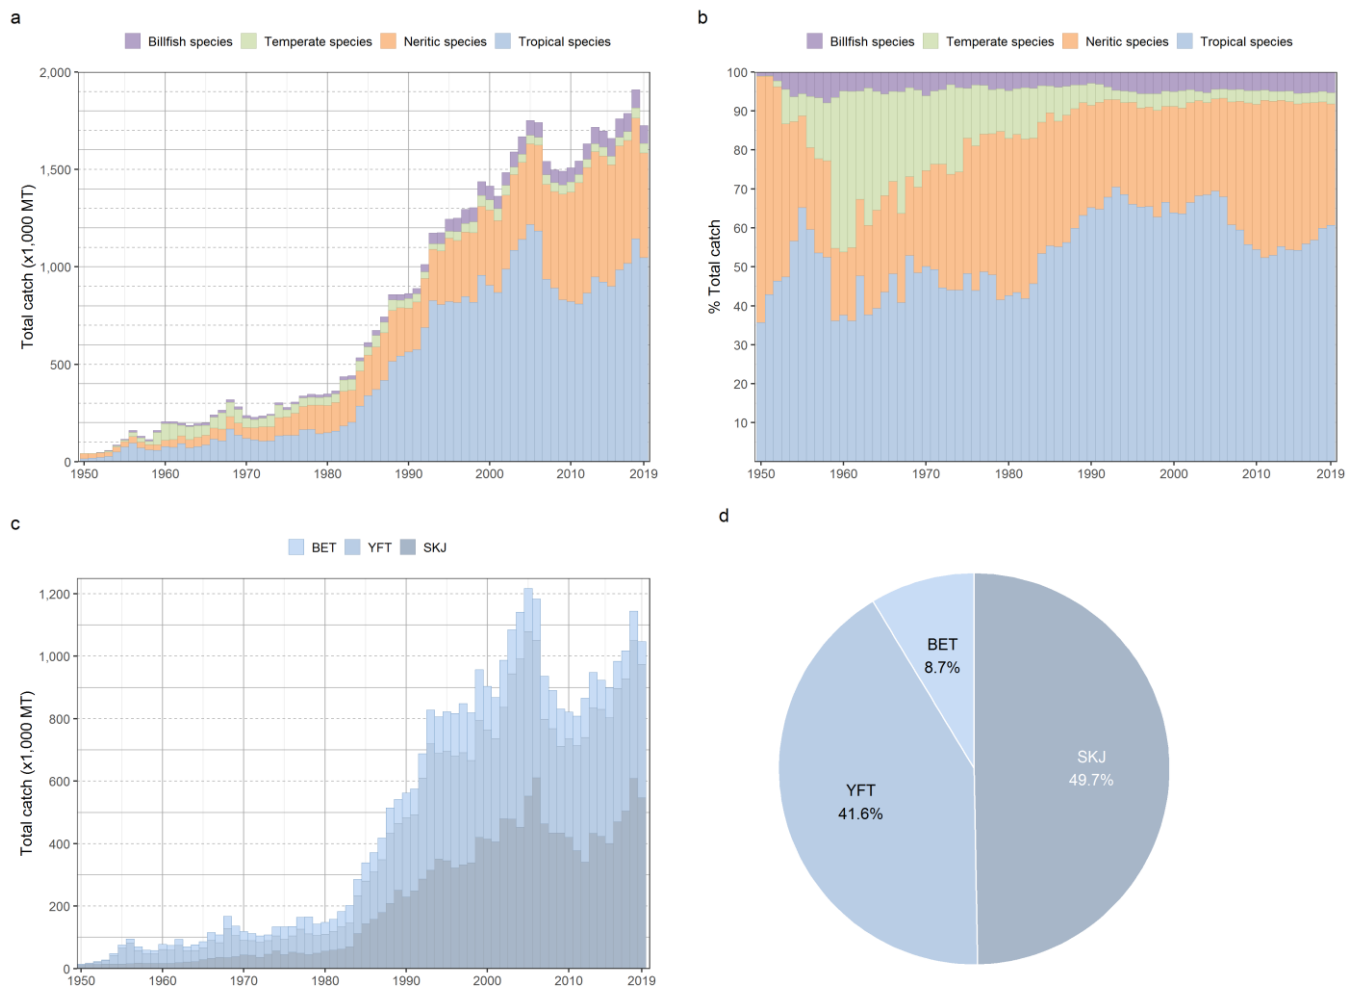 a
Billfish species Temperate species Neritic species Tropical species
Total catch (x1,000 MT)
2,000
1,500
1,000
500
0
1950 1960 1970 1980 1990 2000 2010 2019
b
Billfish species Temperate species Neritic species Tropical species
% Total catch
100
90
80
70
60
50
40
30
20
10
1950 1960 1970 1980 1990 2000 2010 2019
c
BET YFT SKJ
Total catch (x1,000 MT)
1,200
1,000
800
600
400
200
0
1950 1960 1970 1980 1990 2000 2010 2019
d
BET
8.7%
SKJ
49.7%
YFT
41.6%